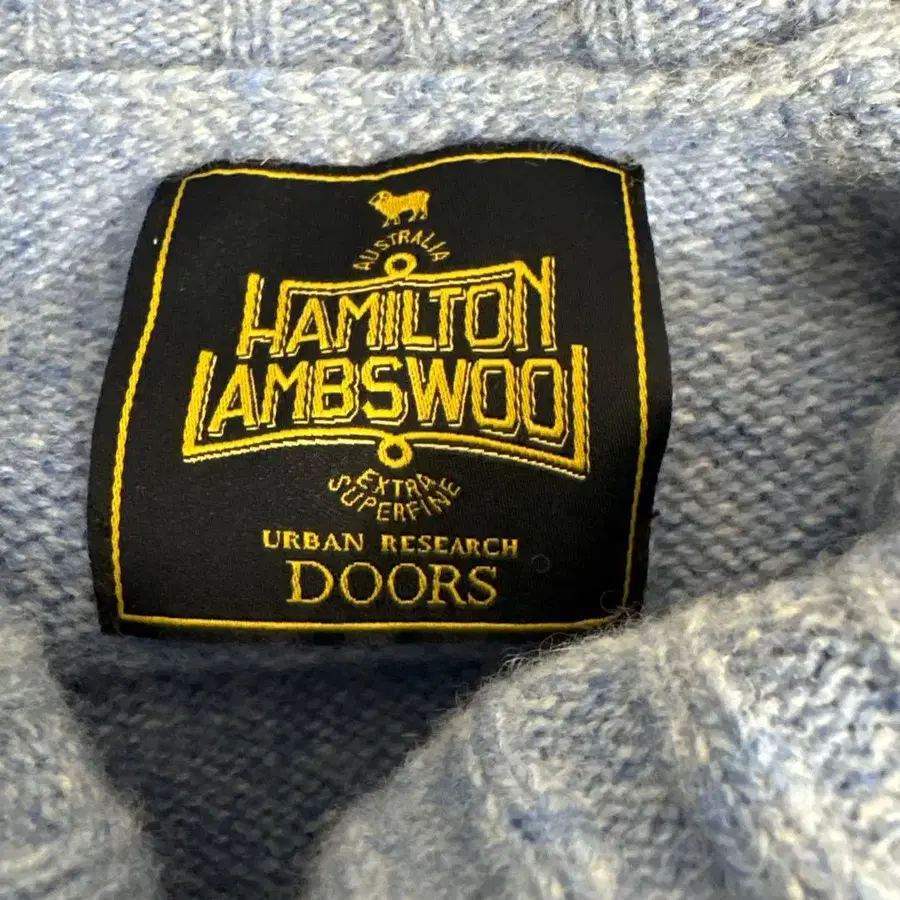 AUSTRALIA
HAMILTON
LAMBSWOOL
EXTRA
SUPERFINE
URBAN RESEARCH
DOORS